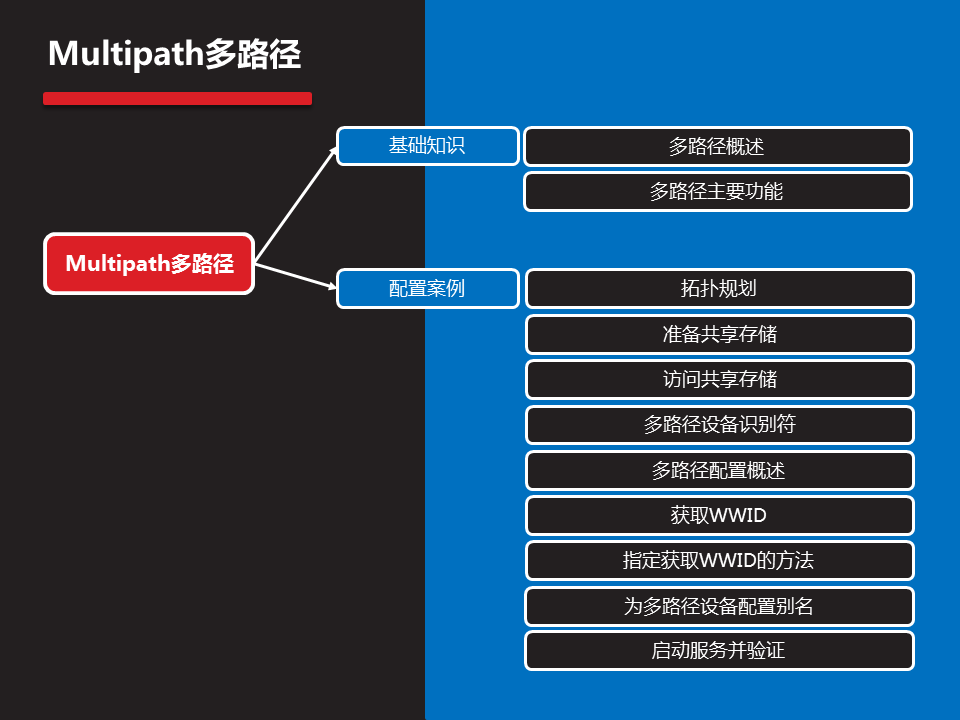 Multipath多路径
基础知识
多路径概述
多路径主要功能
Multipath多路径
配置案例
拓扑规划
准备共享存储
访问共享存储
多路径设备识别符
多路径配置概述
获取WWID
指定获取WWID的方法
为多路径设备配置别名
启动服务并验证